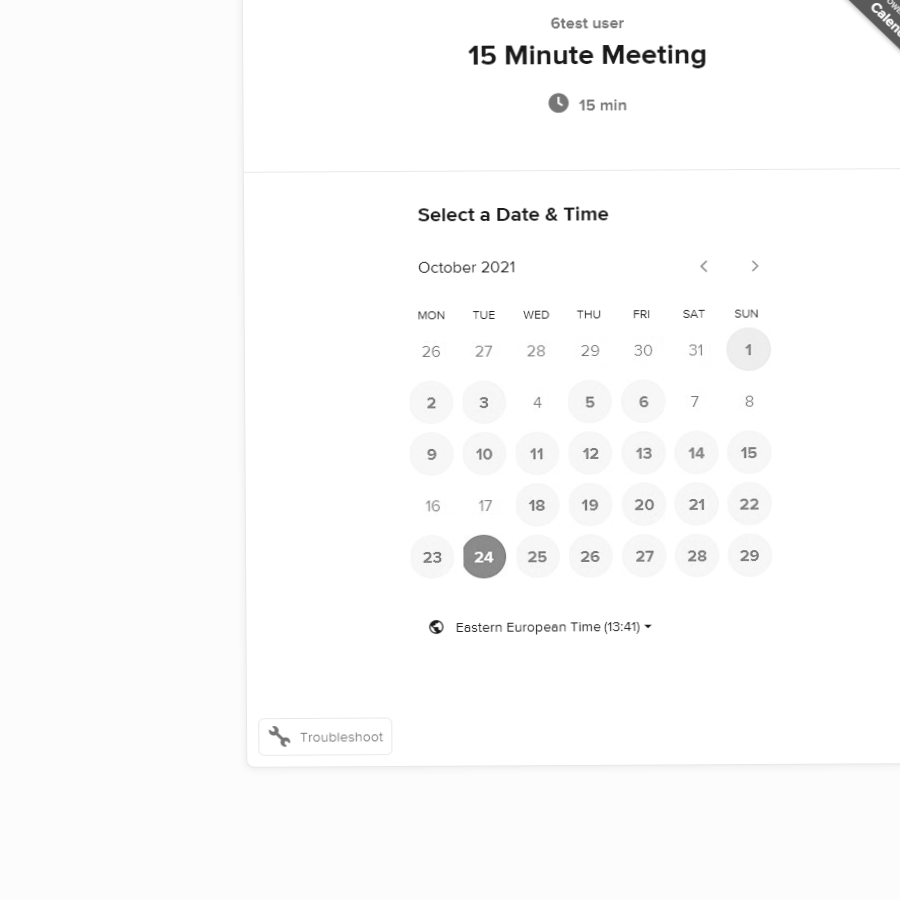 6test user
15 Minute Meeting
15 min
Select a Date & Time
October 2021
MON TUE WED THU FRI SAT SUN
26 27 28 29 30 31 1
2 3 4 5 6 7 8
9 10 11 12 13 14 15
16 17 18 19 20 21 22
23 24 25 26 27 28 29
Eastern European Time (13:41)
Troubleshoot